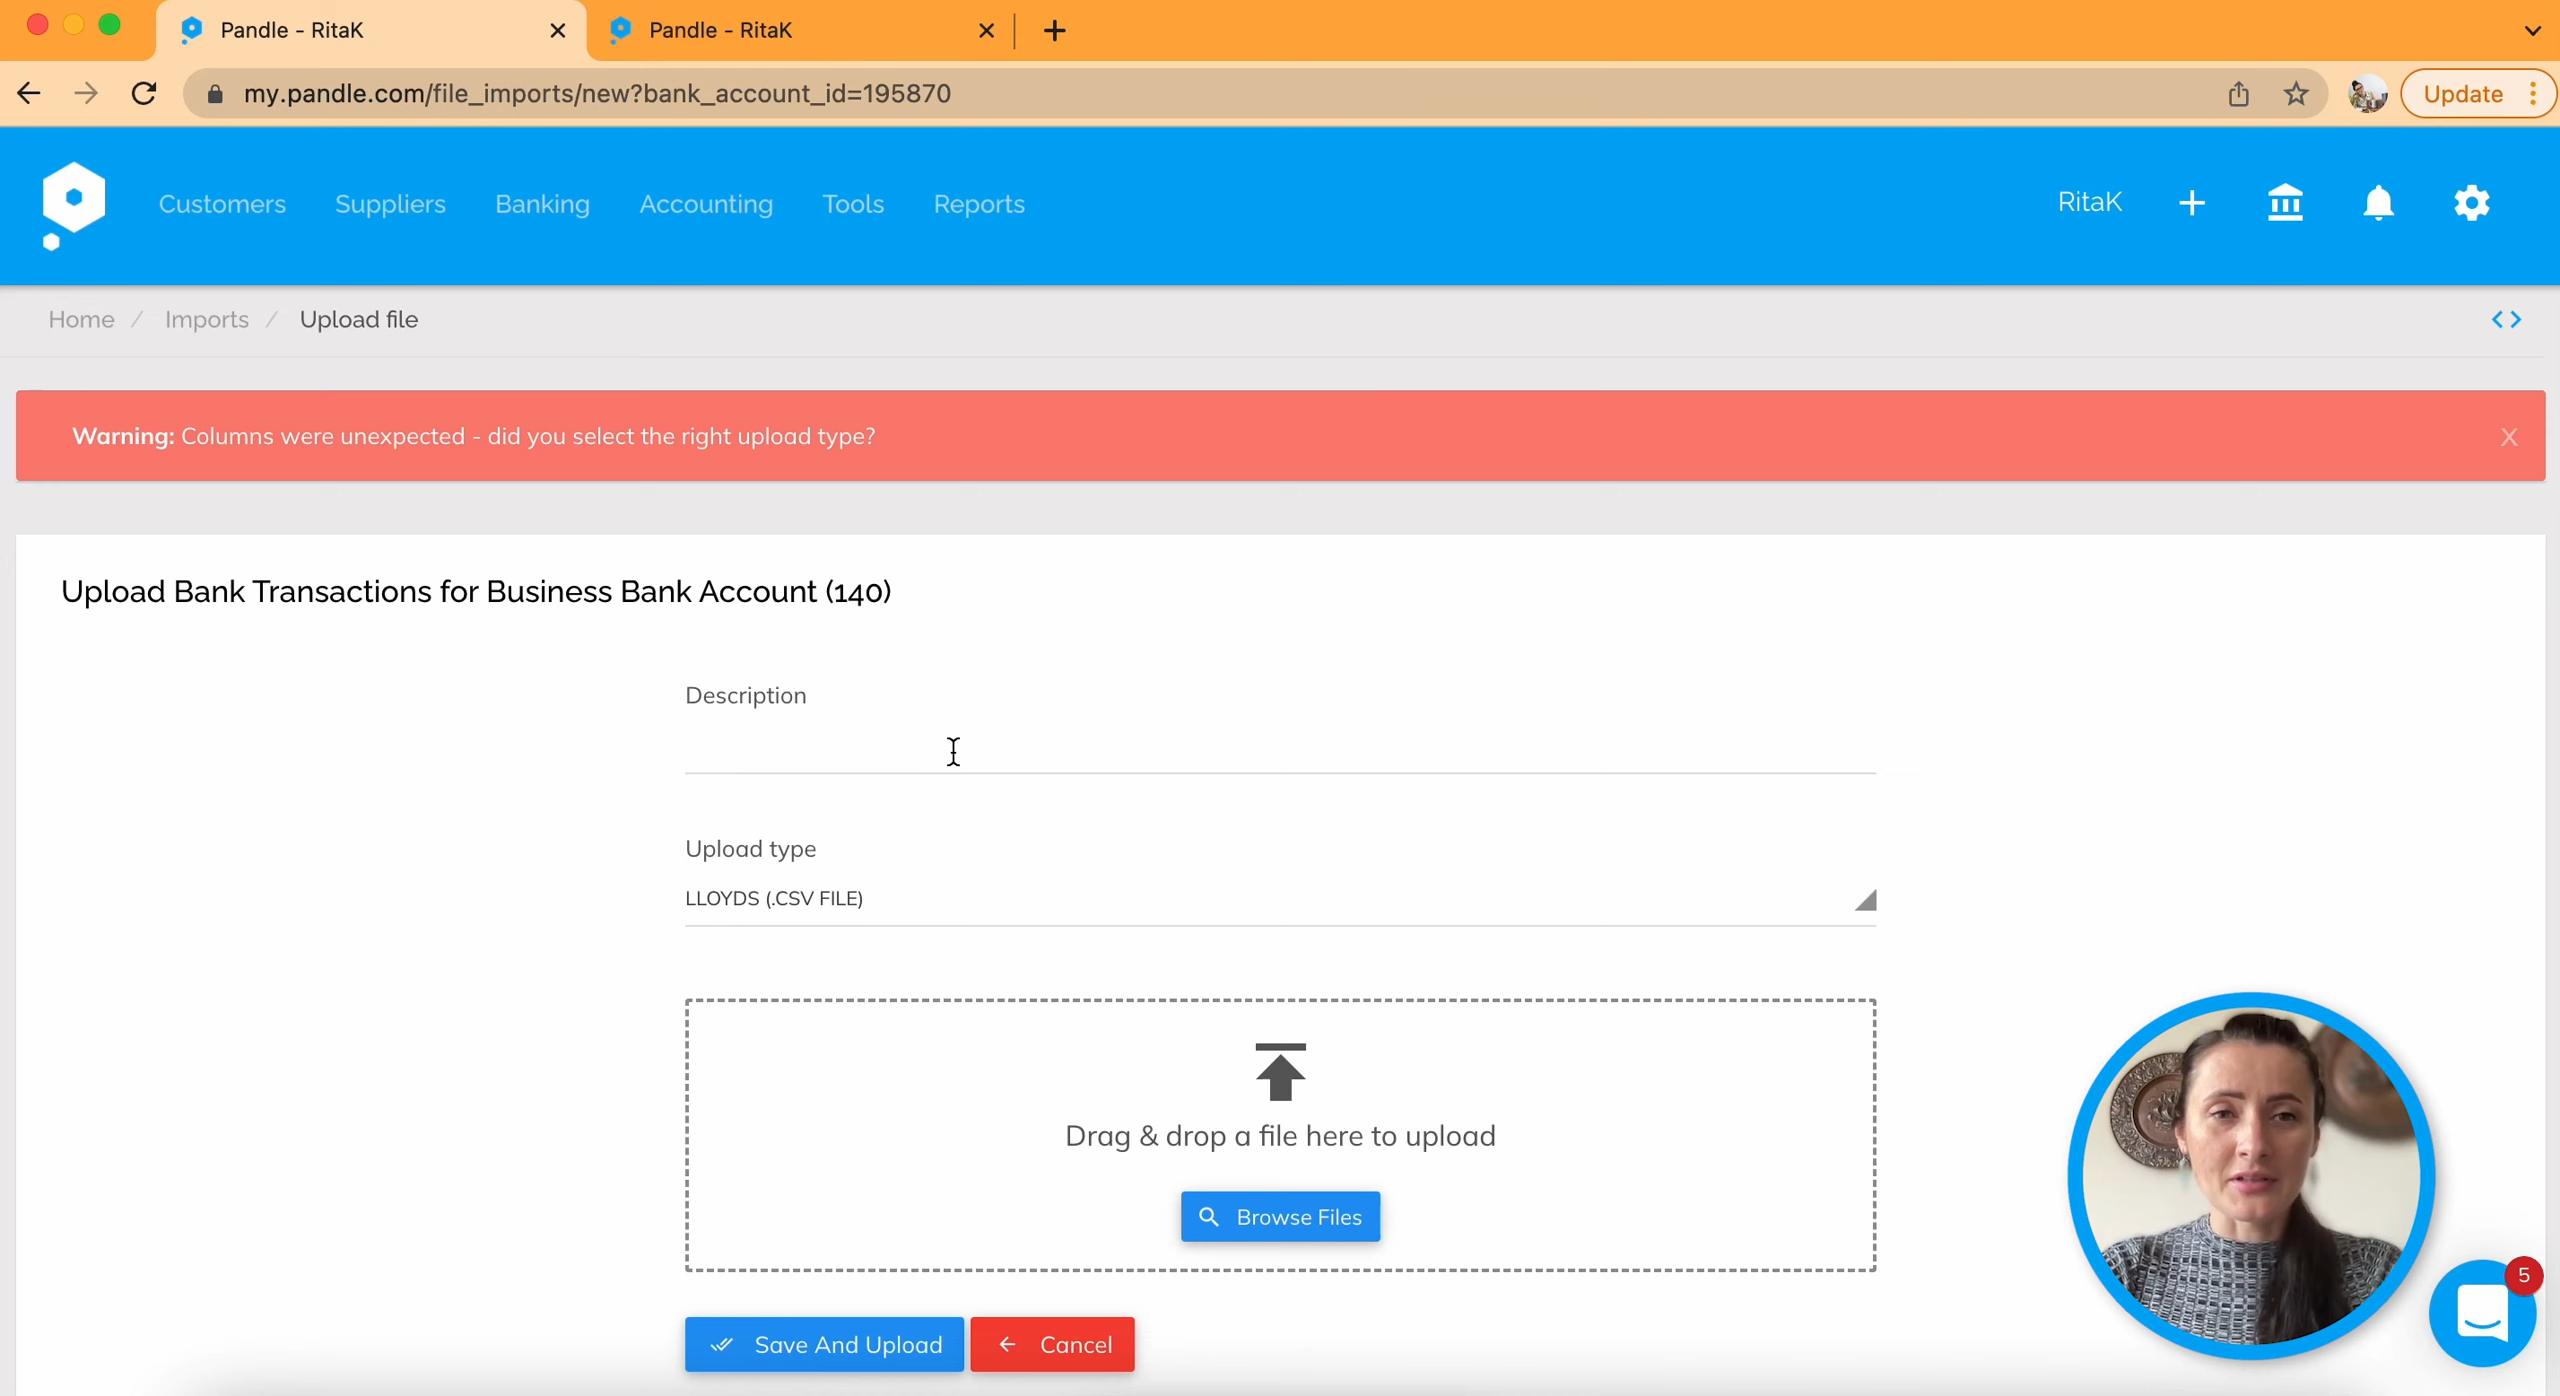 Pandle - RitaK
Pandle - RitaK
my.pandle.com/file_imports/new?bank_account_id=195870
Update
Customers
Suppliers
Banking
Accounting
Tools
Reports
RitaK
Home / Imports / Upload file
Warning: Columns were unexpected - did you select the right upload type?
X
Upload Bank Transactions for Business Bank Account (140)
Description
Upload type
LLOYDS (.CSV FILE)
Drag & drop a file here to upload
Browse Files
Save And Upload
Cancel
5